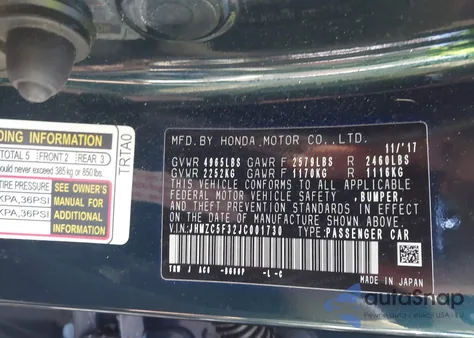 MFD.BY HONDA MOTOR CO., LTD. 11/'17
GVWR 4965LBS GAWR F 2579LBS R 2460LBS
GVWR 2252KG GAWR F 1170KG R 1116KG
THIS VEHICLE CONFORMS TO ALL APPLICABLE
FEDERAL MOTOR VEHICLE SAFETY ,BUMPER,
AND THEFT PREVENTION STANDARDS IN EFFECT
ON THE DATE OF MANUFACTURE SHOWN ABOVE.
VIN:JHMZC5F32JC001730 TYPE:PASSENGER CAR
-L-C
MADE IN JAPAN
TRTA0
DING INFORMATION
TOTAL 5 FRONT 2 REAR 3
ould never exceed 385 kg or 850 lbs.
TIRE PRESSURE SEE OWNER'S
KPA,36PSI MANUAL FOR
KPA,36PSI ADDITIONAL
INFORMATION
autoSnap